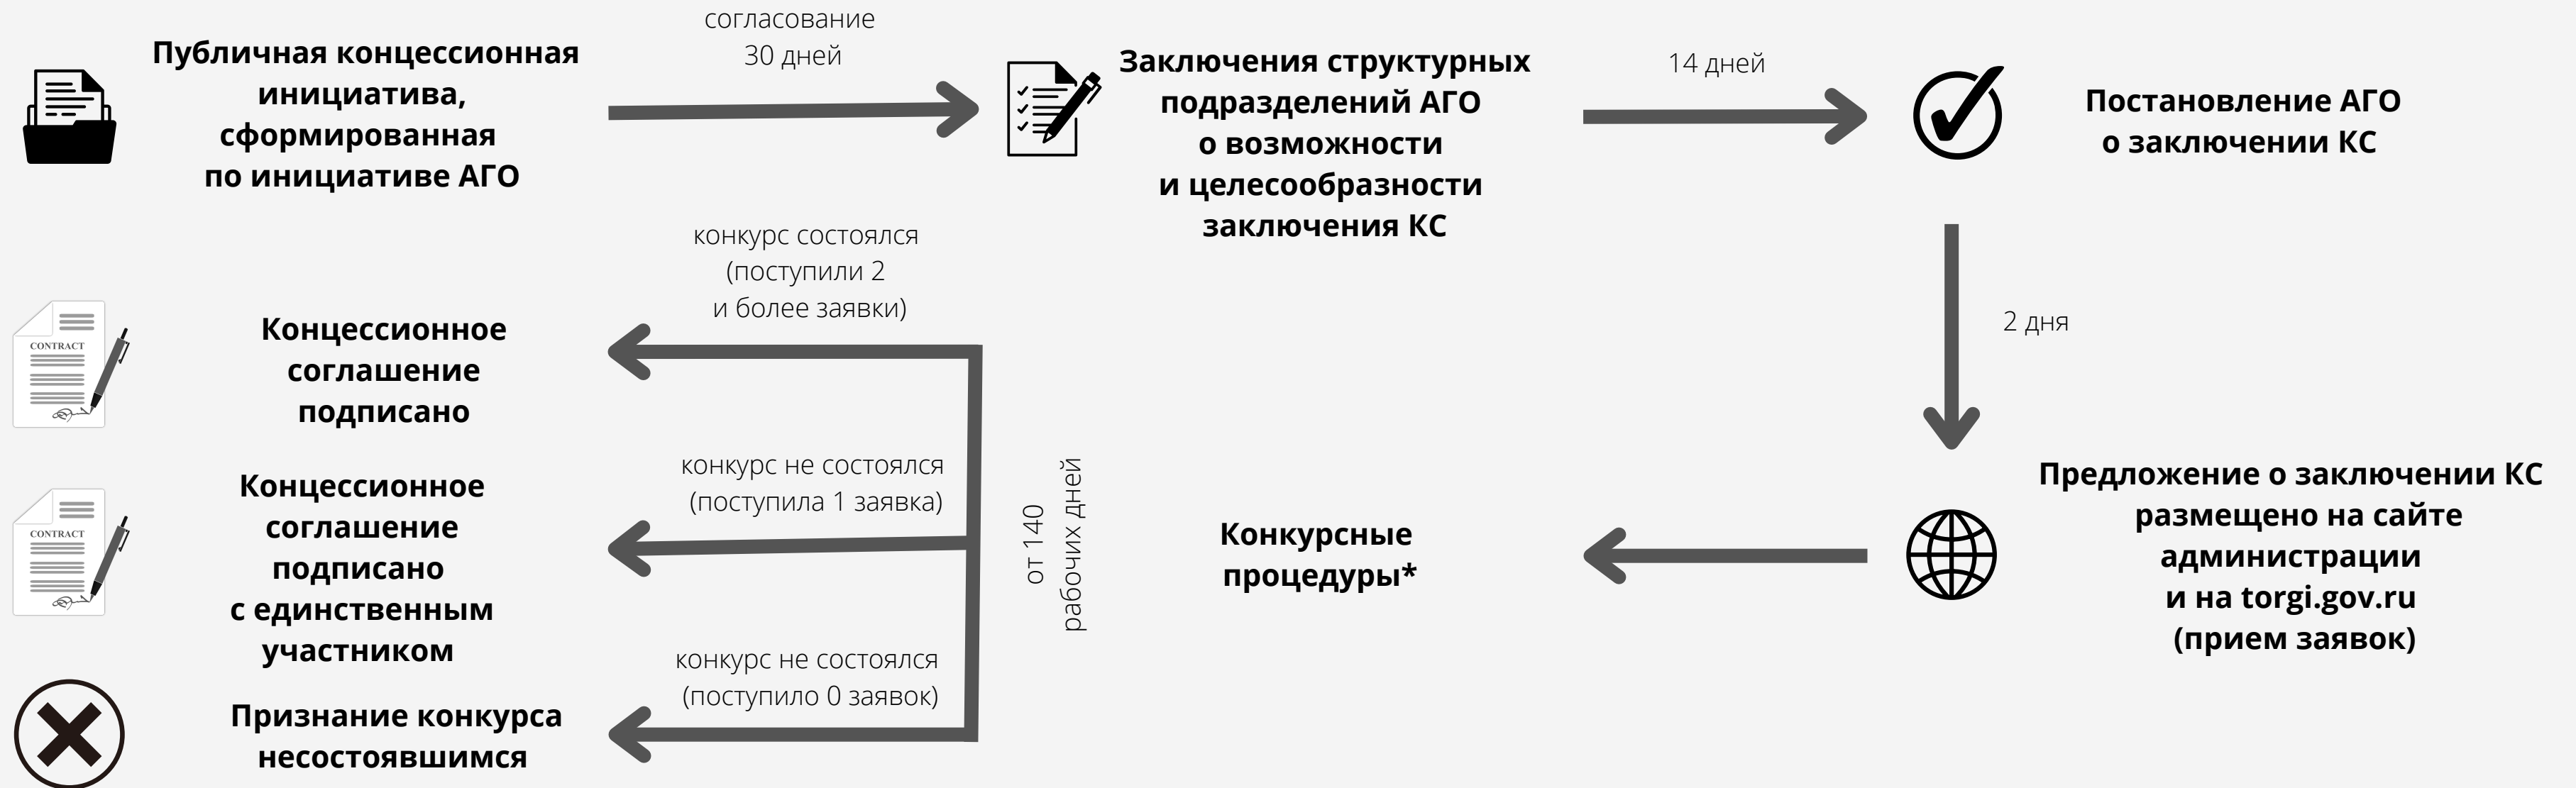 Публичная концессионная
инициатива,
сформированная
по инициативе АГО
согласование
30 дней
Заключения структурных
подразделений АГО
о возможности
и целесообразности
заключения КС
14 дней
Постановление АГО
о заключении КС
2 дня
Предложение о заключении КС
размещено на сайте
администрации
и на torgi.gov.ru
(прием заявок)
Конкурсные
процедуры*
от 140
рабочих дней
конкурс состоялся
(поступили 2
и более заявки)
CONTRACT
Концессионное
соглашение
подписано
конкурс не состоялся
(поступила 1 заявка)
CONTRACT
Концессионное
соглашение
подписано
с единственным
участником
конкурс не состоялся
(поступило 0 заявок)
Признание конкурса
несостоявшимся